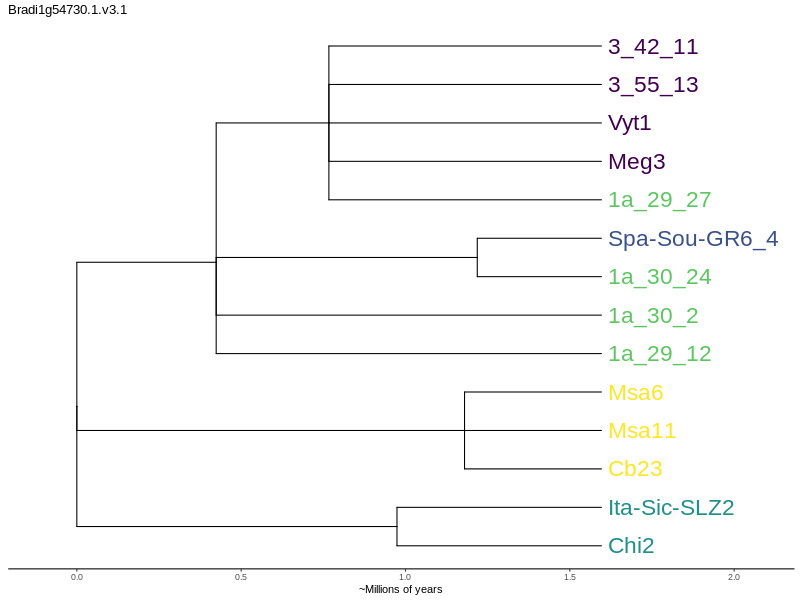 Bradi1g54730.1.v3.1
3_42_11
3_55_13
Vyt1
Meg3
1a_29_27
Spa-Sou-GR6_4
1a_30_24
1a_30_2
1a_29_12
Msa6
Msa11
Cb23
Ita-Sic-SLZ2
Chi2
0.0 0.5 1.0 1.5 2.0
~Millions of years